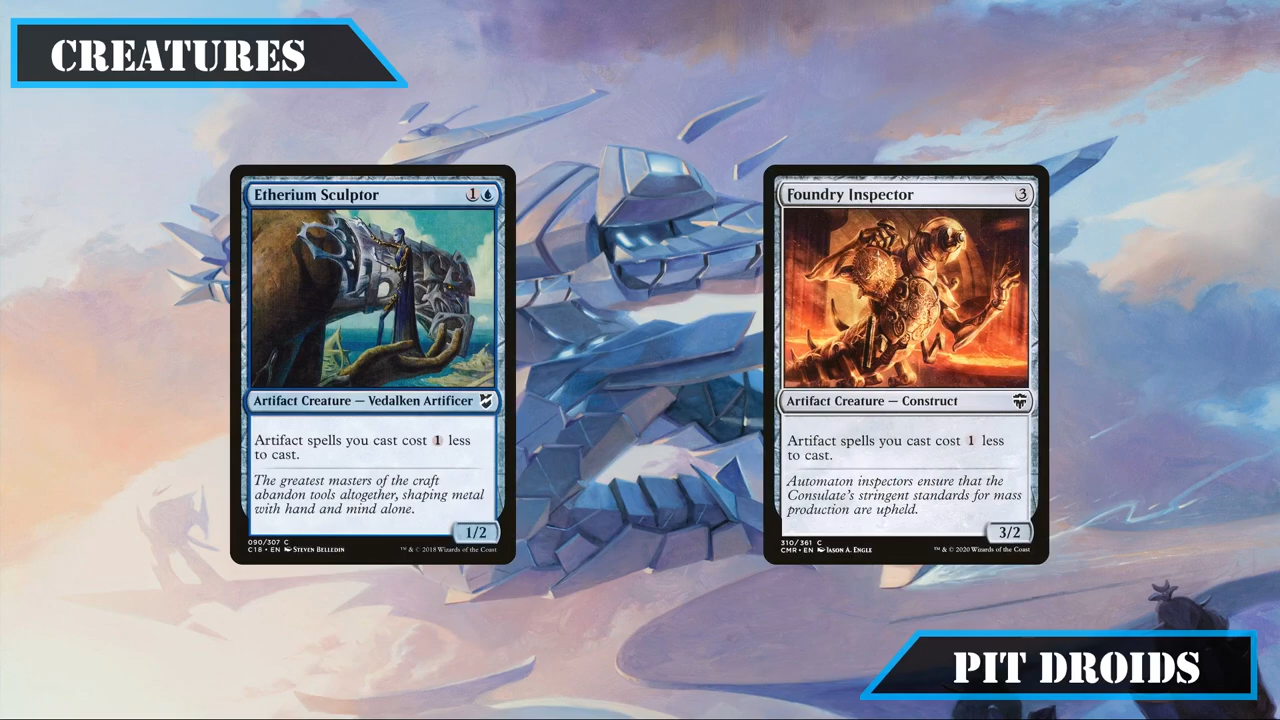 CREATURES
Etherium Sculptor 1
Artifact Creature — Vedalken Artificer
Artifact spells you cast cost 1 less
to cast.
The greatest masters of the craft
abandon tools altogether, shaping metal
with hand and mind alone.
1/2
090/307 C
C18 • EN Steven Belledin
™ & © 2018 Wizards of the Coast
Foundry Inspector 3
Artifact Creature — Construct
Artifact spells you cast cost 1 less
to cast.
Automaton inspectors ensure that the
Consulate's stringent standards for mass
production are upheld.
3/2
310/361 C
CMR • EN Jason A. Engle
™ & © 2020 Wizards of the Coast
PIT DROIDS